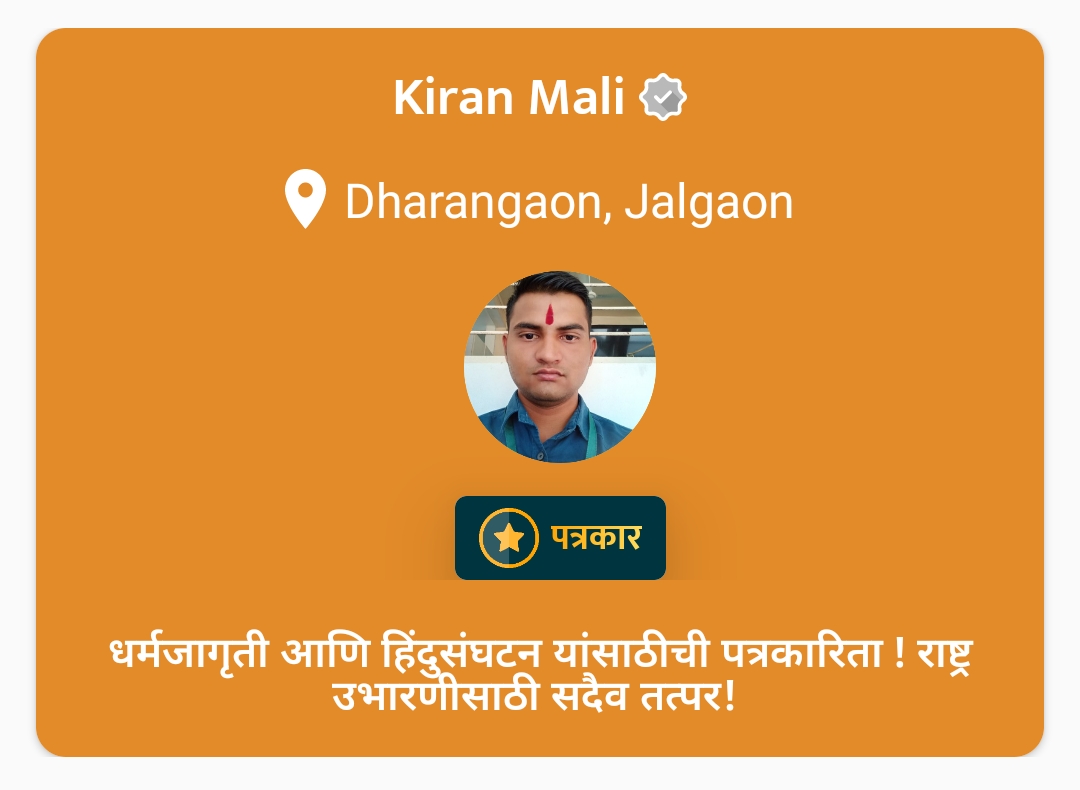 Kiran Mali
Dharangaon, Jalgaon
पत्रकार
धर्मजागृती आणि हिंदुसंघटन यांसाठीची पत्रकारिता ! राष्ट्र
उभारणीसाठी सदैव तत्पर!